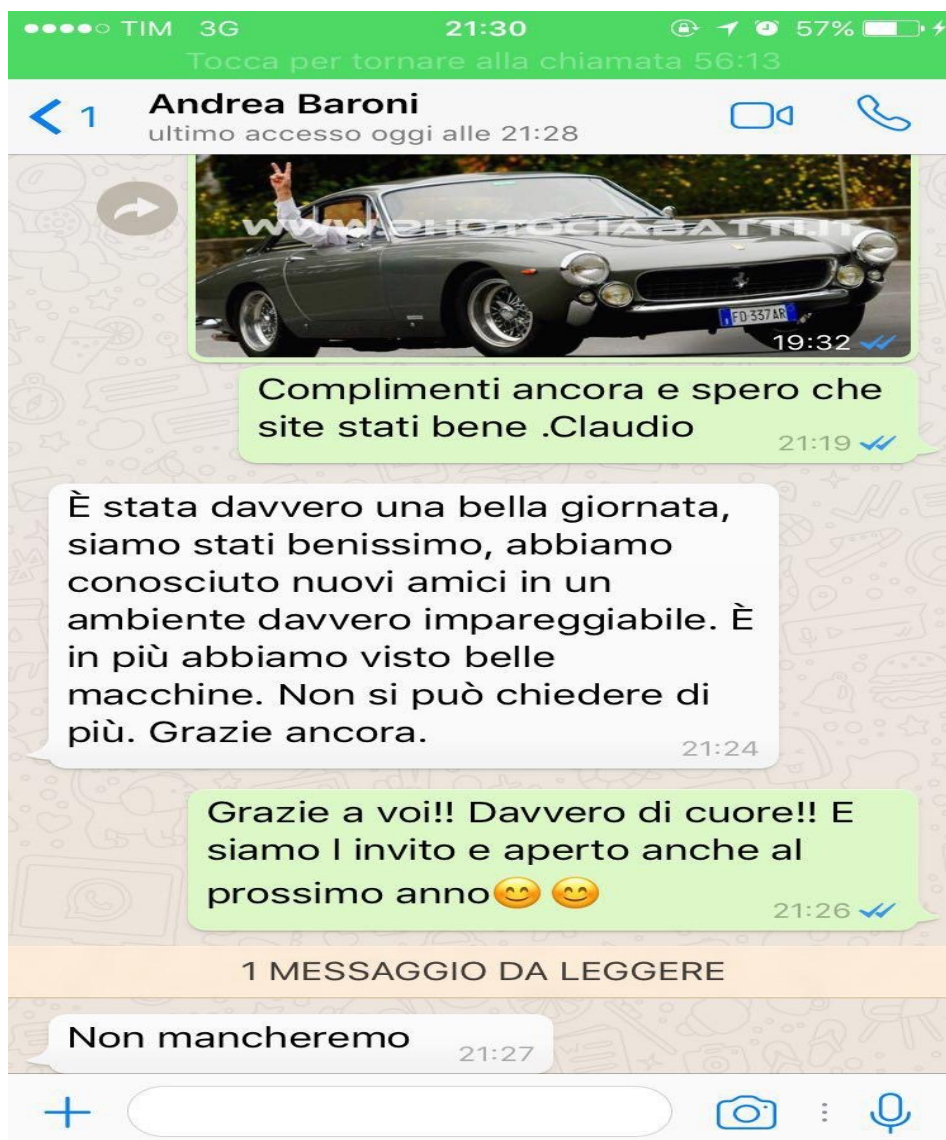 TIM 3G 21:30 57%
Tocca per tornare alla chiamata 56:13
1 Andrea Baroni
ultimo accesso oggi alle 21:28
WWW.PHOTOCIABATTI.IT
FD 337AR
19:32
Complimenti ancora e spero che
site stati bene .Claudio
21:19
È stata davvero una bella giornata,
siamo stati benissimo, abbiamo
conosciuto nuovi amici in un
ambiente davvero impareggiabile. È
in più abbiamo visto belle
macchine. Non si può chiedere di
più. Grazie ancora.
21:24
Grazie a voi!! Davvero di cuore!! E
siamo l invito e aperto anche al
prossimo anno😊 😊
21:26
1 MESSAGGIO DA LEGGERE
Non mancheremo
21:27